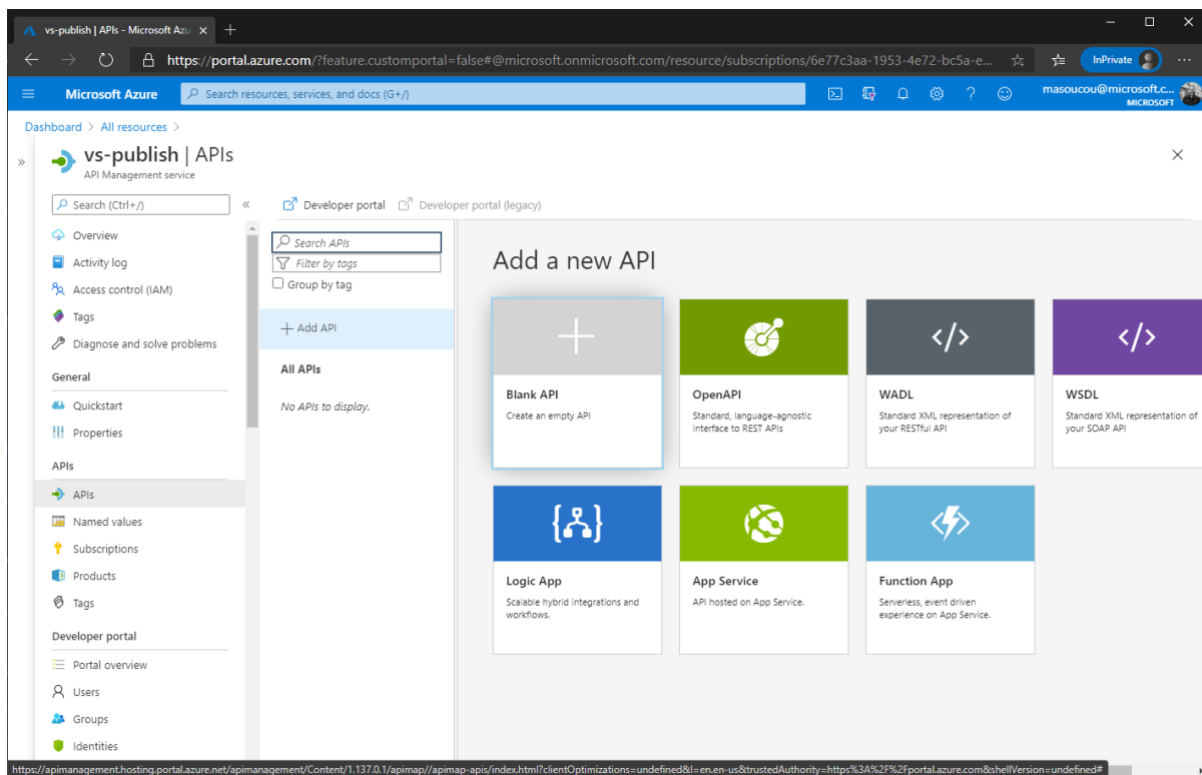 vs-publish | APIs - Microsoft Azu
https://portal.azure.com/?feature.customportal=false#@microsoft.onmicrosoft.com/resource/subscriptions/6e77c3aa-1953-4e72-bc5a-e...
InPrivate
Microsoft Azure
Search resources, services, and docs (G+/)
masoucou@microsoft.c...
MICROSOFT
Dashboard > All resources >
vs-publish | APIs
API Management service
Search (Ctrl+/)
Overview
Activity log
Access control (IAM)
Tags
Diagnose and solve problems
General
Quickstart
Properties
APIs
APIs
Named values
Subscriptions
Products
Tags
Developer portal
Portal overview
Users
Groups
Identities
Developer portal
Developer portal (legacy)
Search APIs
Filter by tags
Group by tag
+ Add API
All APIs
No APIs to display.
Add a new API
Blank API
Create an empty API
OpenAPI
Standard, language-agnostic
interface to REST APIs
</>
WADL
Standard XML representation of
your RESTful API
</>
WSDL
Standard XML representation of
your SOAP API
Logic App
Scalable hybrid integrations and
workflows.
App Service
API hosted on App Service.
Function App
Serverless, event driven
experience on App Service.
https://apimanagement.hosting.portal.azure.net/apimanagement/Content/1.137.0.1/apimap//apimap-apis/index.html?clientOptimizations=undefined&l=en.en-us&trustedAuthority=https%3A%2F%2Fportal.azure.com&shellVersion=undefined#